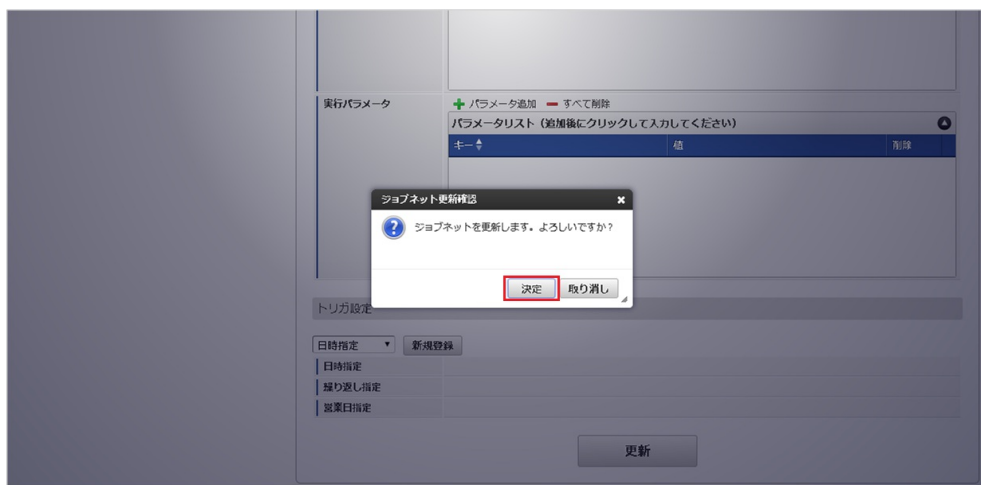 実行パラメータ
パラメータ追加 すべて削除
パラメータリスト（追加後にクリックして入力してください）
キー 値 削除
ジョブネット更新確認
ジョブネットを更新します。よろしいですか？
決定 取り消し
トリガ設定
日時指定 新規登録
日時指定
繰り返し指定
営業日指定
更新